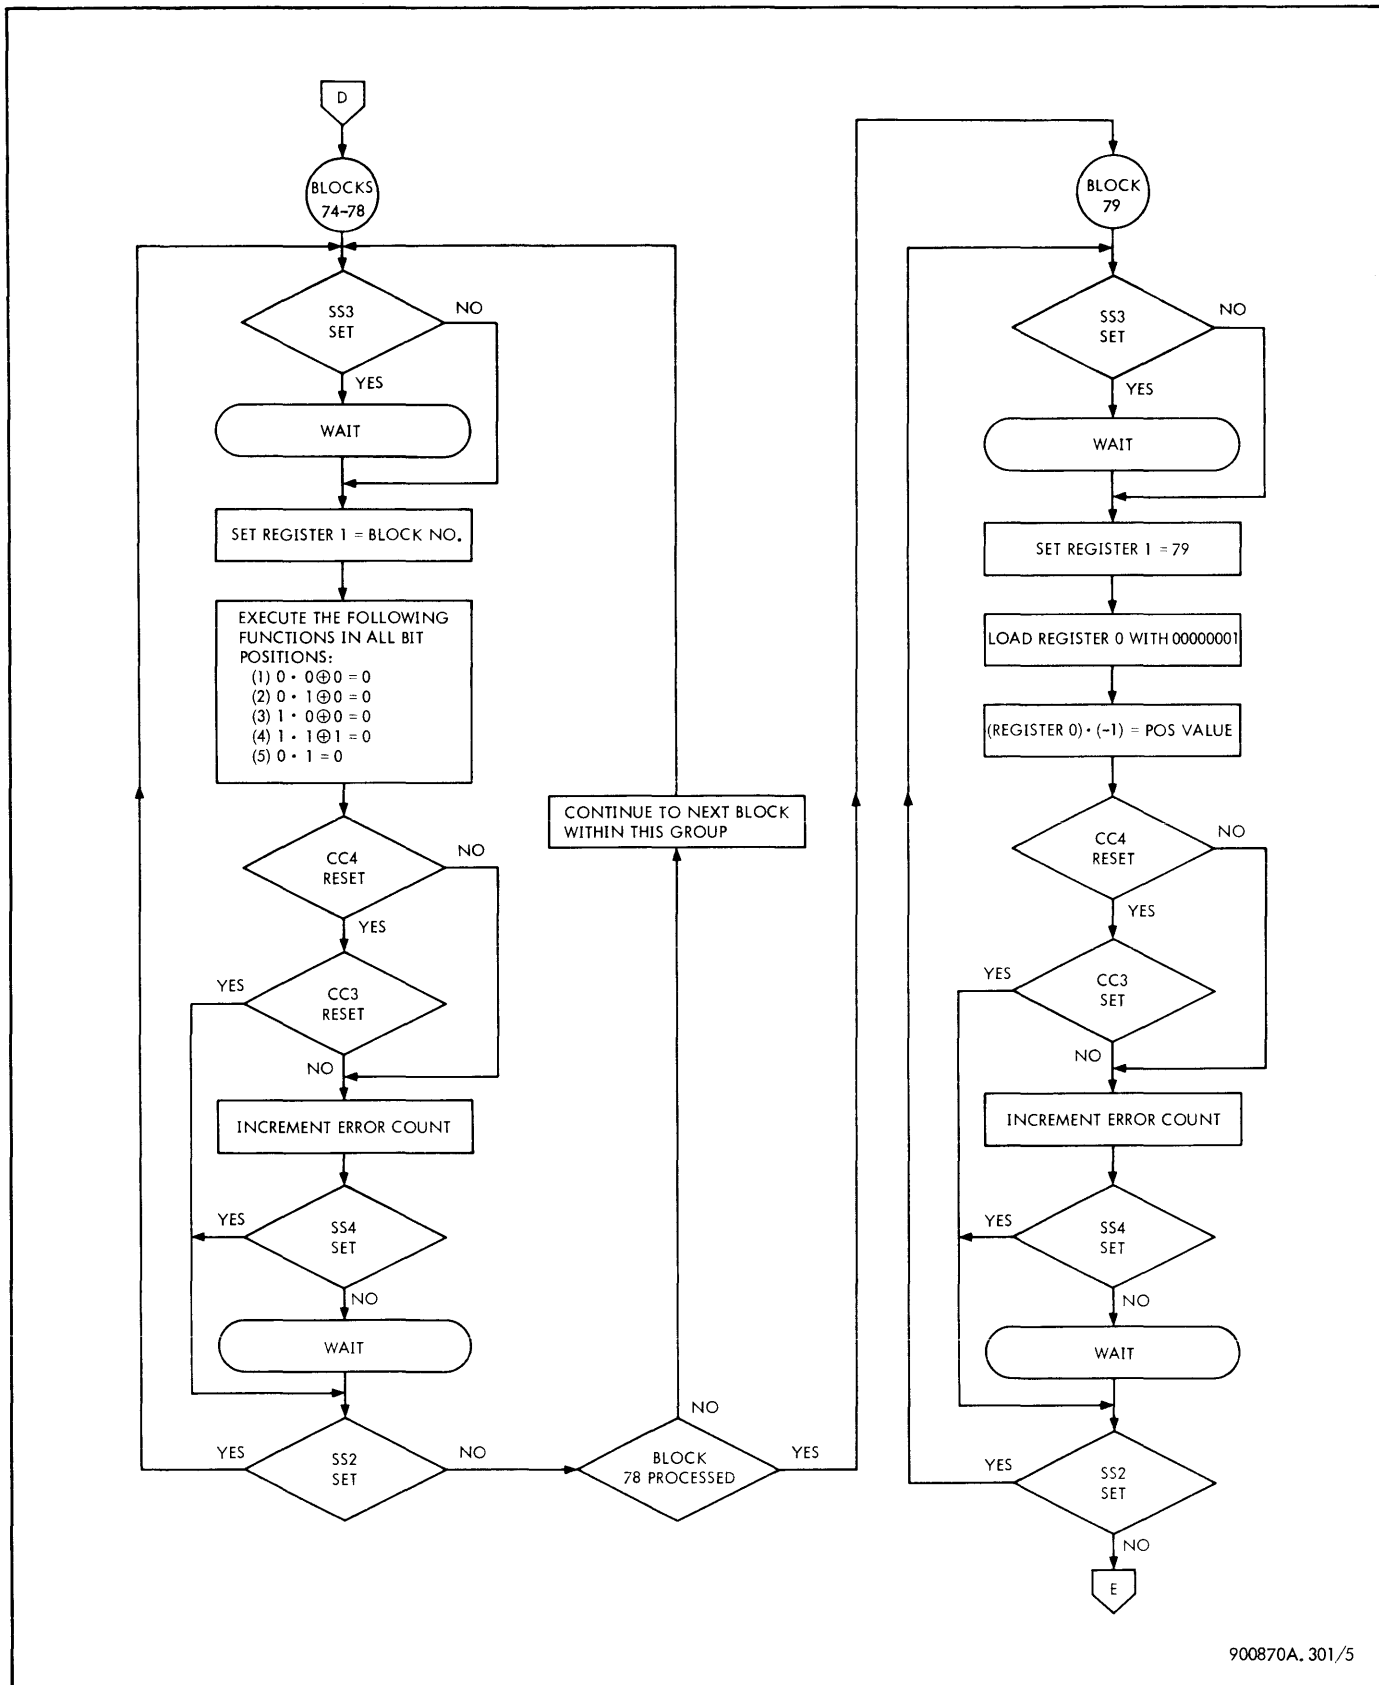 D
BLOCKS
74-78
SS3
SET
NO
YES
WAIT
SET REGISTER 1 = BLOCK NO.
EXECUTE THE FOLLOWING
FUNCTIONS IN ALL BIT
POSITIONS:
(1) 0 • 0⊕0 = 0
(2) 0 • 1⊕0 = 0
(3) 1 • 0⊕0 = 0
(4) 1 • 1⊕1 = 0
(5) 0 • 1 = 0
CC4
RESET
NO
YES
CC3
RESET
YES
NO
INCREMENT ERROR COUNT
SS4
SET
YES
NO
WAIT
SS2
SET
YES
NO
BLOCK
78 PROCESSED
NO
YES
CONTINUE TO NEXT BLOCK
WITHIN THIS GROUP
BLOCK
79
SS3
SET
NO
YES
WAIT
SET REGISTER 1 = 79
LOAD REGISTER 0 WITH 00000001
(REGISTER 0) • (-1) = POS VALUE
CC4
RESET
NO
YES
CC3
SET
YES
NO
INCREMENT ERROR COUNT
SS4
SET
YES
NO
WAIT
SS2
SET
YES
NO
E
900870A. 301/5